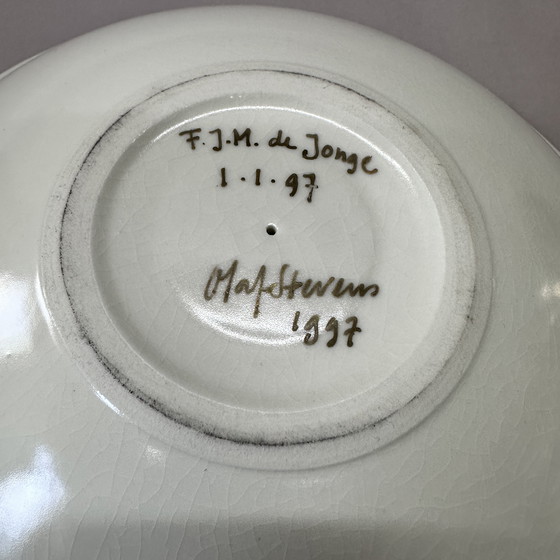 F.J.M. de Jonge
1.1.97
Olaf Stevens
1997